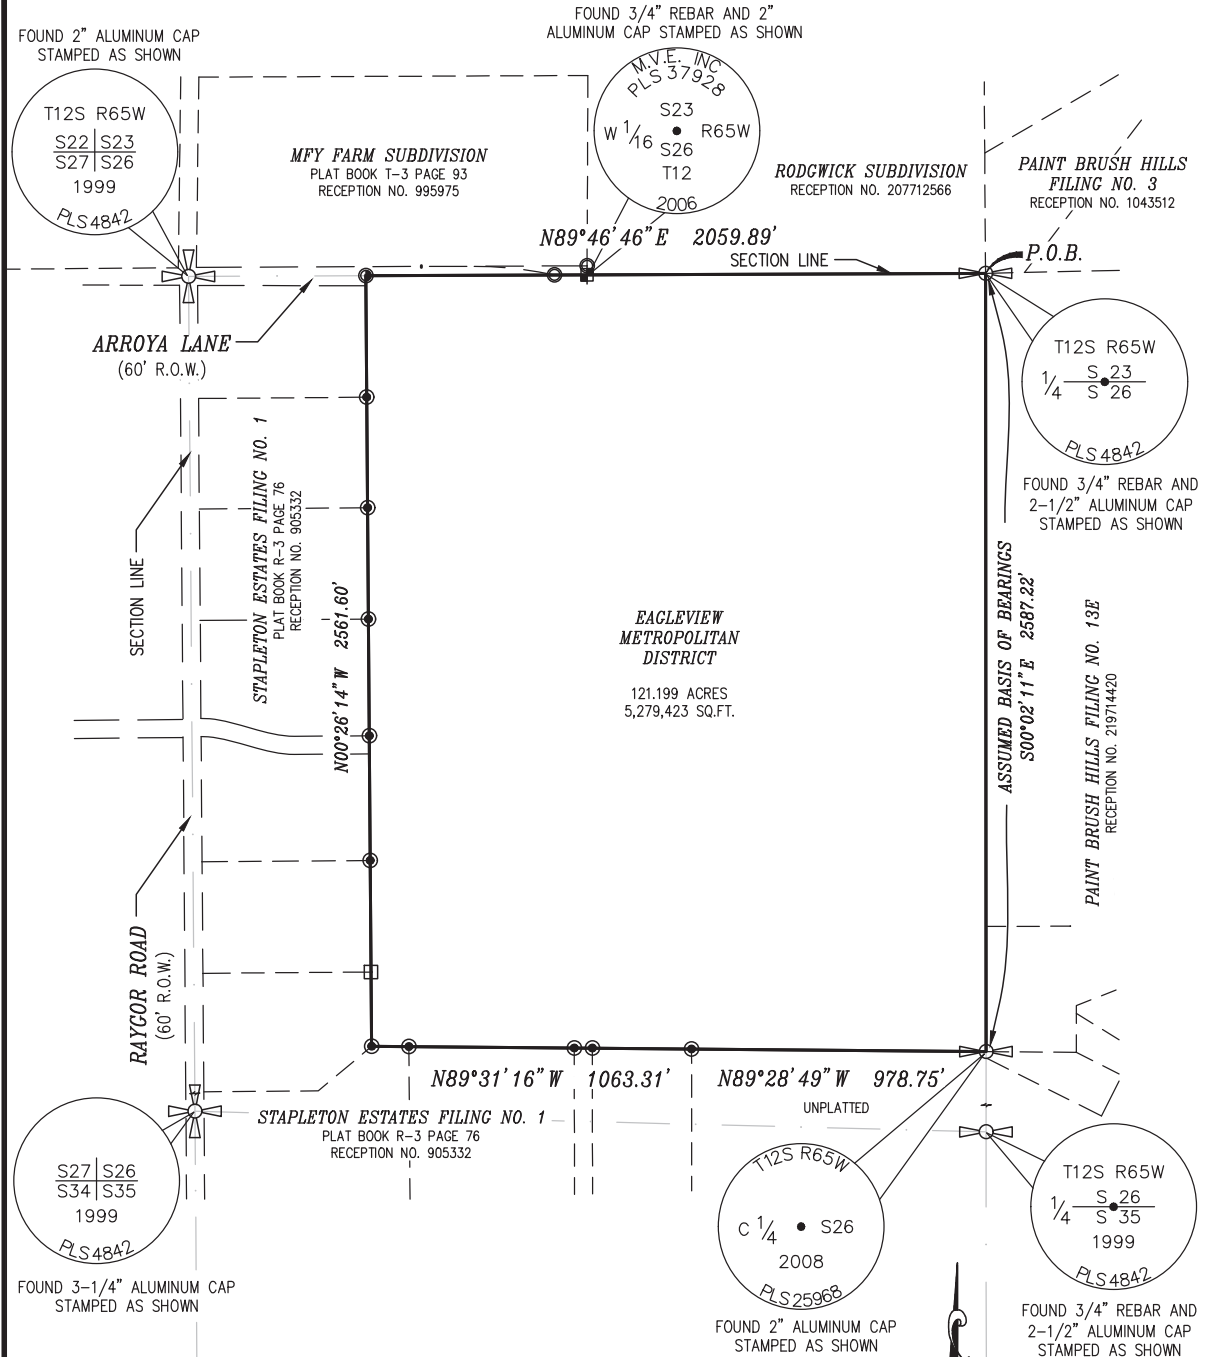 FOUND 2" ALUMINUM CAP
STAMPED AS SHOWN
T12S R65W
S22 S23
S27 S26
1999
PLS 4842
FOUND 3/4" REBAR AND 2"
ALUMINUM CAP STAMPED AS SHOWN
M.V.E. INC
PLS 37928
S23
W 1/16 R65W
S26
T12
2006
MFY FARM SUBDIVISION
PLAT BOOK T-3 PAGE 93
RECEPTION NO. 995975
RODGWICK SUBDIVISION
RECEPTION NO. 207712566
PAINT BRUSH HILLS
FILING NO. 3
RECEPTION NO. 1043512
N89°46'46"E 2059.89'
SECTION LINE
P.O.B.
ARROYA LANE
(60' R.O.W.)
T12S R65W
1/4 S 23
S 26
PLS 4842
FOUND 3/4" REBAR AND
2-1/2" ALUMINUM CAP
STAMPED AS SHOWN
SECTION LINE
STAPLETON ESTATES FILING NO. 1
PLAT BOOK R-3 PAGE 76
RECEPTION NO. 905332
N00°26'14"W 2561.60'
EAGLEVIEW
METROPOLITAN
DISTRICT
121.199 ACRES
5,279,423 SQ.FT.
ASSUMED BASIS OF BEARINGS
S00°02'11"E 2587.22'
PAINT BRUSH HILLS FILING NO. 13E
RECEPTION NO. 219714420
RAYGOR ROAD
(60' R.O.W.)
N89°31'16"W 1063.31'
N89°28'49"W 978.75'
UNPLATTED
STAPLETON ESTATES FILING NO. 1
PLAT BOOK R-3 PAGE 76
RECEPTION NO. 905332
S27 S26
S34 S35
1999
PLS 4842
FOUND 3-1/4" ALUMINUM CAP
STAMPED AS SHOWN
T12S R65W
C 1/4 S26
2008
PLS 25968
FOUND 2" ALUMINUM CAP
STAMPED AS SHOWN
T12S R65W
1/4 S 26
S 35
1999
PLS 4842
FOUND 3/4" REBAR AND
2-1/2" ALUMINUM CAP
STAMPED AS SHOWN